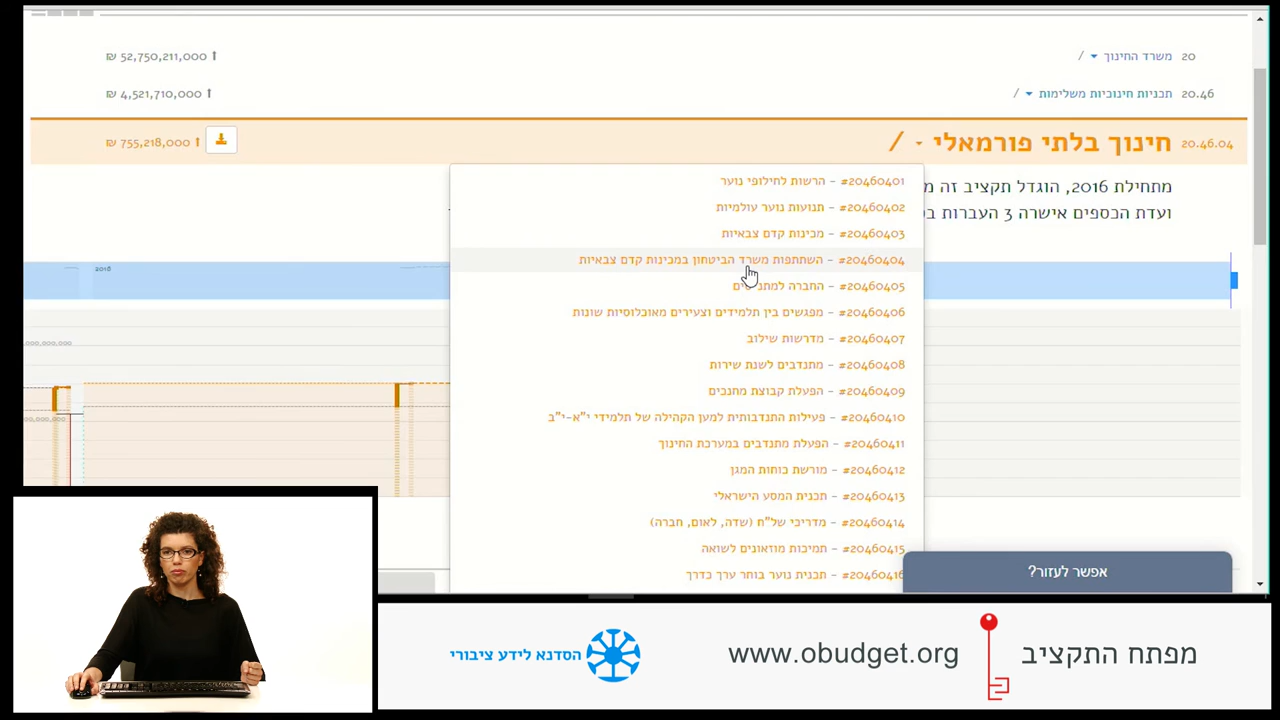 20 משרד החינוך / ₪ 52,750,211,000
20.46 תכניות חינוכיות משלימות / ₪ 4,521,710,000
20.46.04 חינוך בלתי פורמאלי / ₪ 755,218,000
מתחילת 2016, הוגדל תקציב זה
ועדת הכספים אישרה 3 העברות
#20460401 - הרשות לחילופי נוער
#20460402 - תנועות נוער עולמיות
#20460403 - מכינות קדם צבאיות
#20460404 - השתתפות משרד הביטחון במכינות קדם צבאיות
#20460405 - החברה
#20460406 - מפגשים בין תלמידים וצעירים מאוכלוסיות שונות
#20460407 - מדרשות שילוב
#20460408 - מתנדבים לשנת שירות
#20460409 - הפעלת קבוצת מחנכים
#20460410 - פעילות התנדבותית למען הקהילה של תלמידי י"א-י"ב
#20460411 - הפעלת מתנדבים במערכת החינוך
#20460412 - מורשת כוחות המגן
#20460413 - תכנית המסע הישראלי
#20460414 - מדריכי של"ח (שדה, לאום, חברה)
#20460415 - תמיכות מוזאונים לשואה
#20460416 - תכנית נוער בוחר ערך כדרך
2016
אפשר לעזור?
מפתח התקציב
www.obudget.org
הסדנא לידע ציבורי